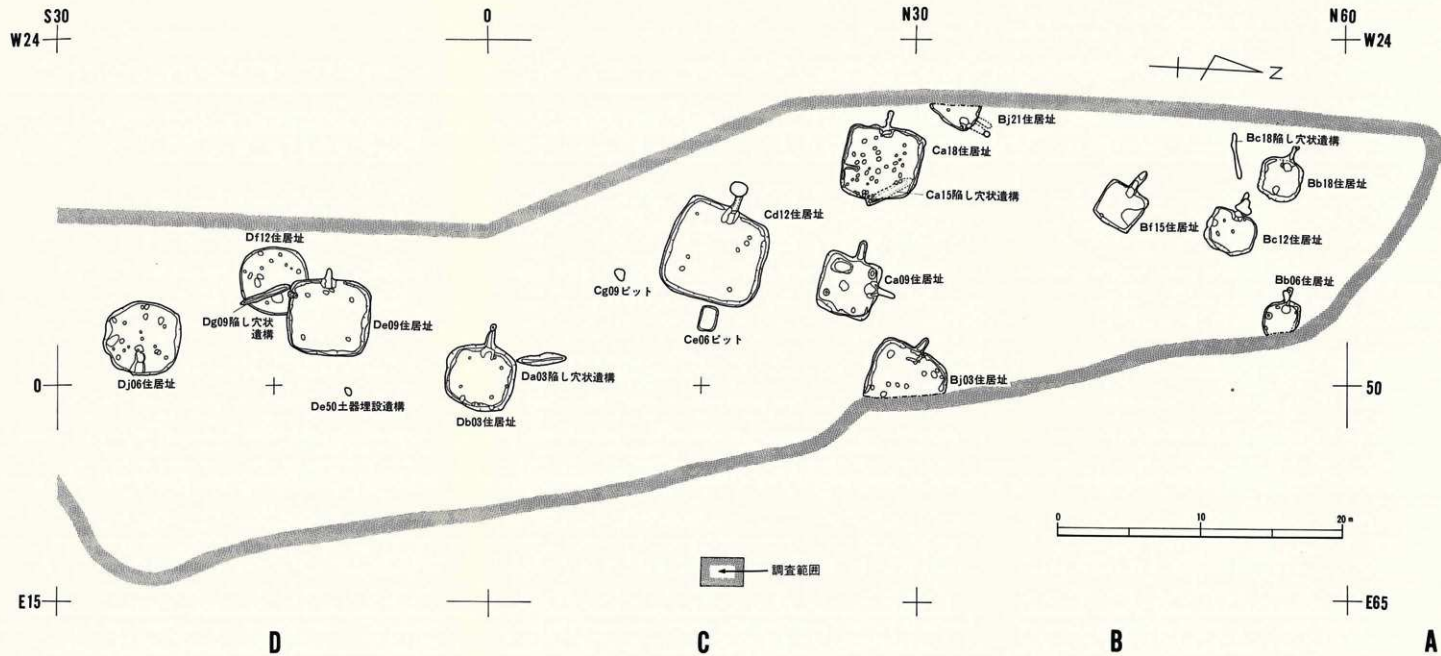 S30
0
N30
N60
W24
W24
Z
Bj21住居址
Ca18住居址
Bc18陥し穴状遺構
Bb18住居址
Ca15陥し穴状遺構
Cd12住居址
Bf15住居址
Bc12住居址
Df12住居址
Ca09住居址
Cg09ピット
Bb06住居址
Dg09陥し穴状
遺構
De09住居址
Ce06ピット
Da03陥し穴状遺構
Dj06住居址
Bj03住居址
0
50
De50土器埋設遺構
Db03住居址
0
10
20m
調査範囲
E15
E65
D
C
B
A